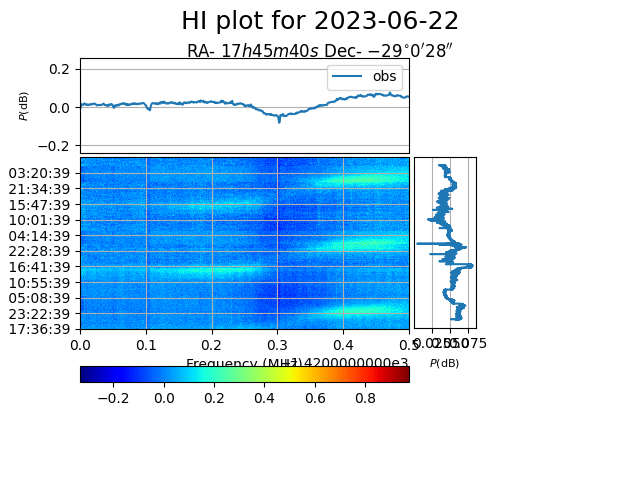 HI plot for 2023-06-22
RA- 17h45m40s Dec- −29°0′28″
0.2
0.0
−0.2
P(dB)
obs
03:20:39
21:34:39
15:47:39
10:01:39
04:14:39
22:28:39
16:41:39
10:55:39
05:08:39
23:22:39
17:36:39
0.0 0.1 0.2 0.3 0.4 0.5
Frequency (MHz)
P(dB)
−0.2 0.0 0.2 0.4 0.6 0.8